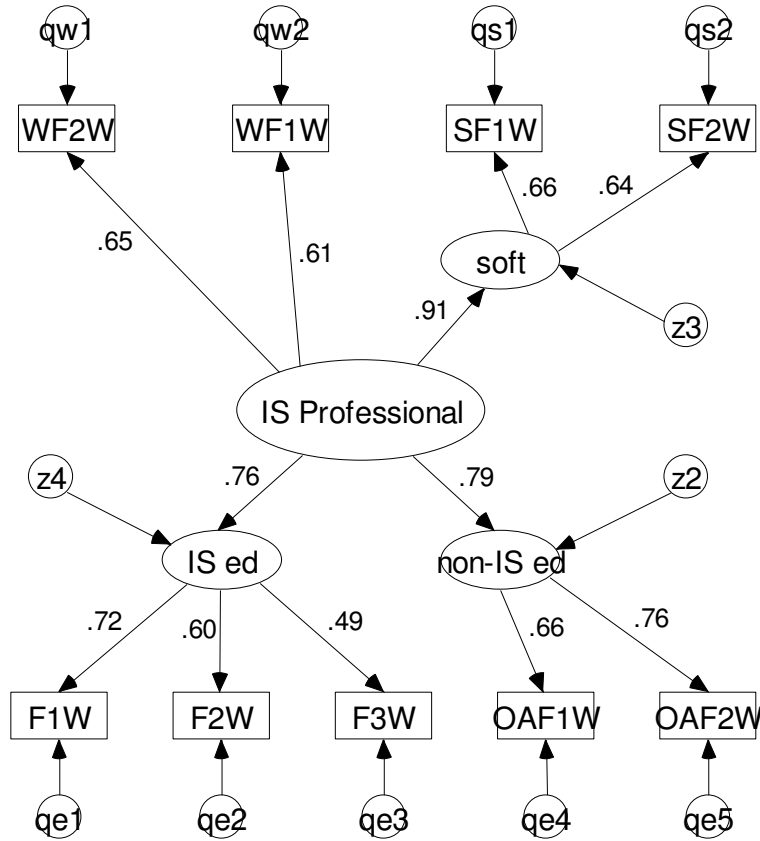 qw1 qw2 qs1 qs2
WF2W WF1W SF1W SF2W
.66 .64
.65 .61
soft
.91
z3
IS Professional
z4 .76 .79 z2
IS ed non-IS ed
.72 .60 .49 .66 .76
F1W F2W F3W OAF1W OAF2W
qe1 qe2 qe3 qe4 qe5